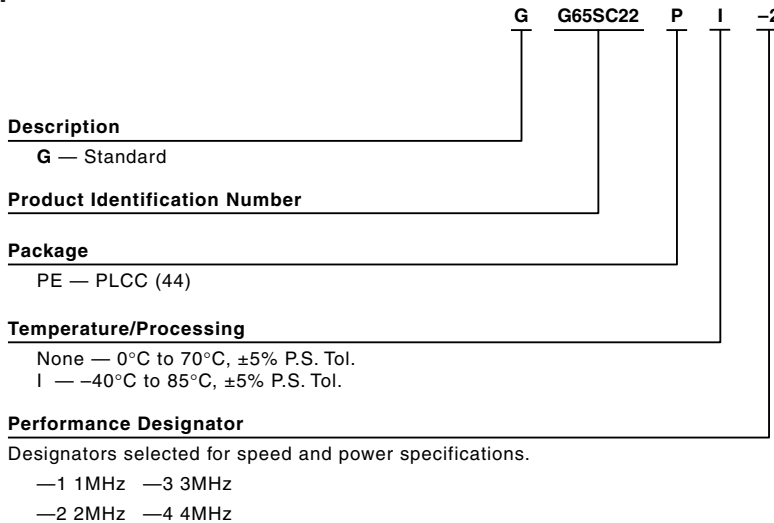 G G65SC22 P I –2
Description
G — Standard
Product Identification Number
Package
PE — PLCC (44)
Temperature/Processing
None — 0°C to 70°C, ±5% P.S. Tol.
I — –40°C to 85°C, ±5% P.S. Tol.
Performance Designator
Designators selected for speed and power specifications.
—1 1MHz —3 3MHz
—2 2MHz —4 4MHz